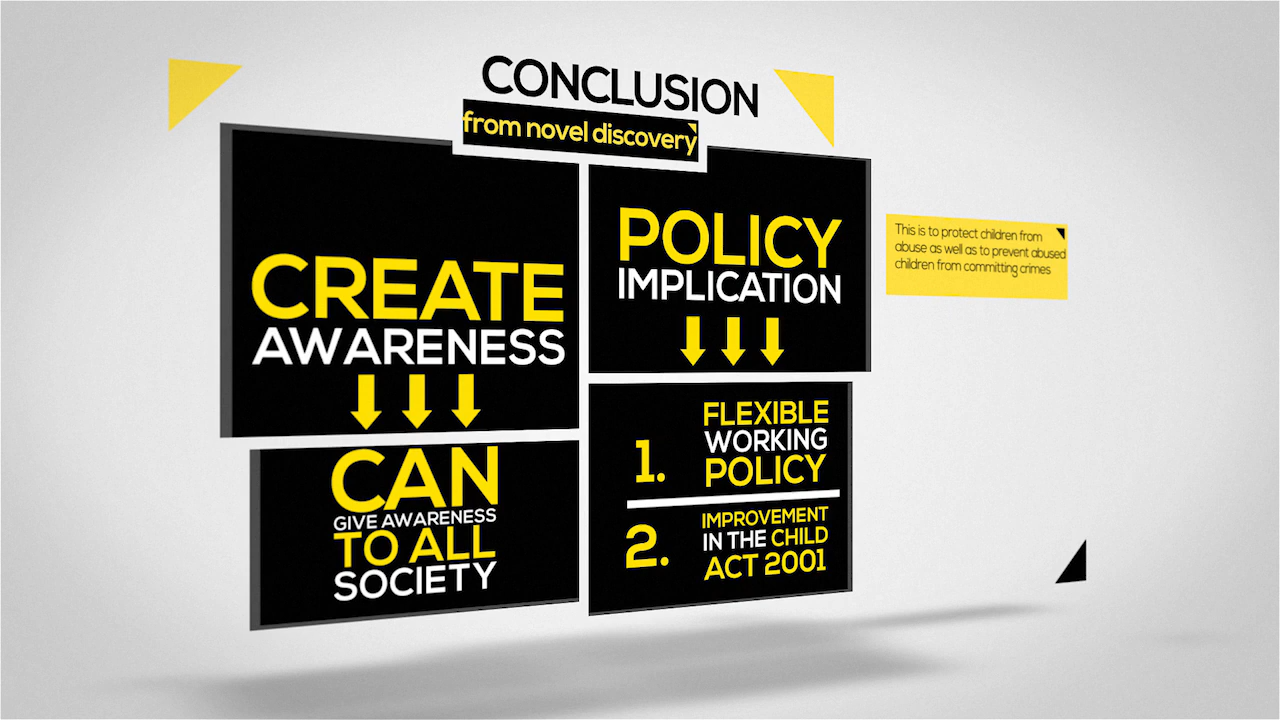 CONCLUSION
from novel discovery
CREATE
AWARENESS
CAN
GIVE AWARENESS
TO ALL
SOCIETY
POLICY
IMPLICATION
1.
FLEXIBLE
WORKING
POLICY
2.
IMPROVEMENT
IN THE CHILD
ACT 2001
This is to protect children from
abuse as well as to prevent abused
children from committing crimes